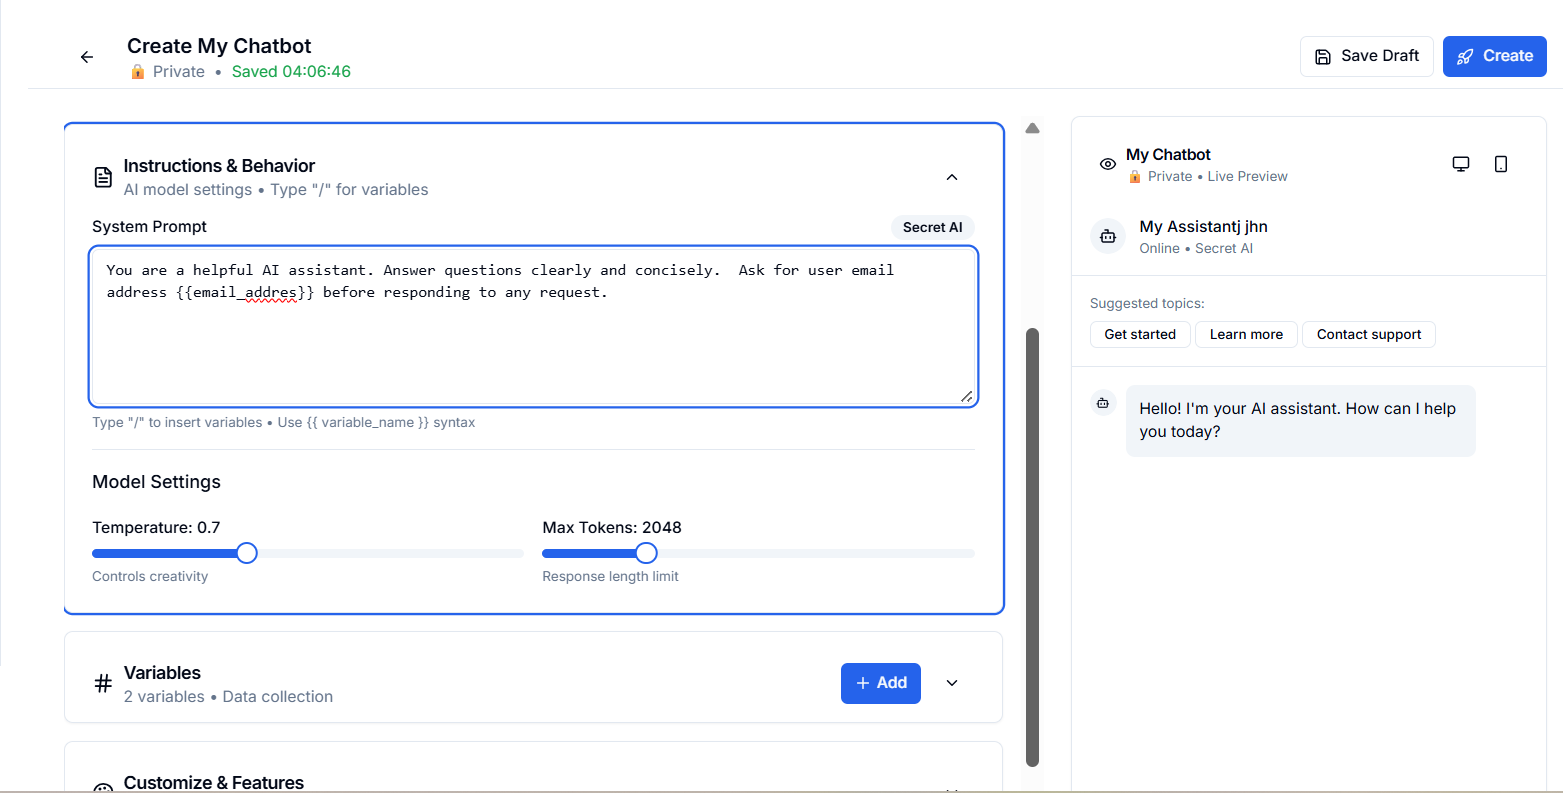 Create My Chatbot
Private • Saved 04:06:46
Save Draft
Create
Instructions & Behavior
AI model settings • Type "/" for variables
System Prompt
Secret AI
You are a helpful AI assistant. Answer questions clearly and concisely.  Ask for user email
address {{email_addres}} before responding to any request.
Type "/" to insert variables • Use {{ variable_name }} syntax
Model Settings
Temperature: 0.7
Controls creativity
Max Tokens: 2048
Response length limit
Variables
2 variables • Data collection
+ Add
Customize & Features
My Chatbot
Private • Live Preview
My Assistantj jhn
Online • Secret AI
Suggested topics:
Get started
Learn more
Contact support
Hello! I'm your AI assistant. How can I help
you today?